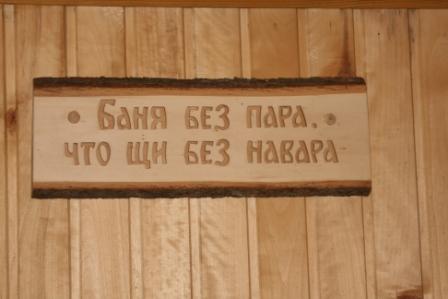 Баня без пара,
что щи без навара